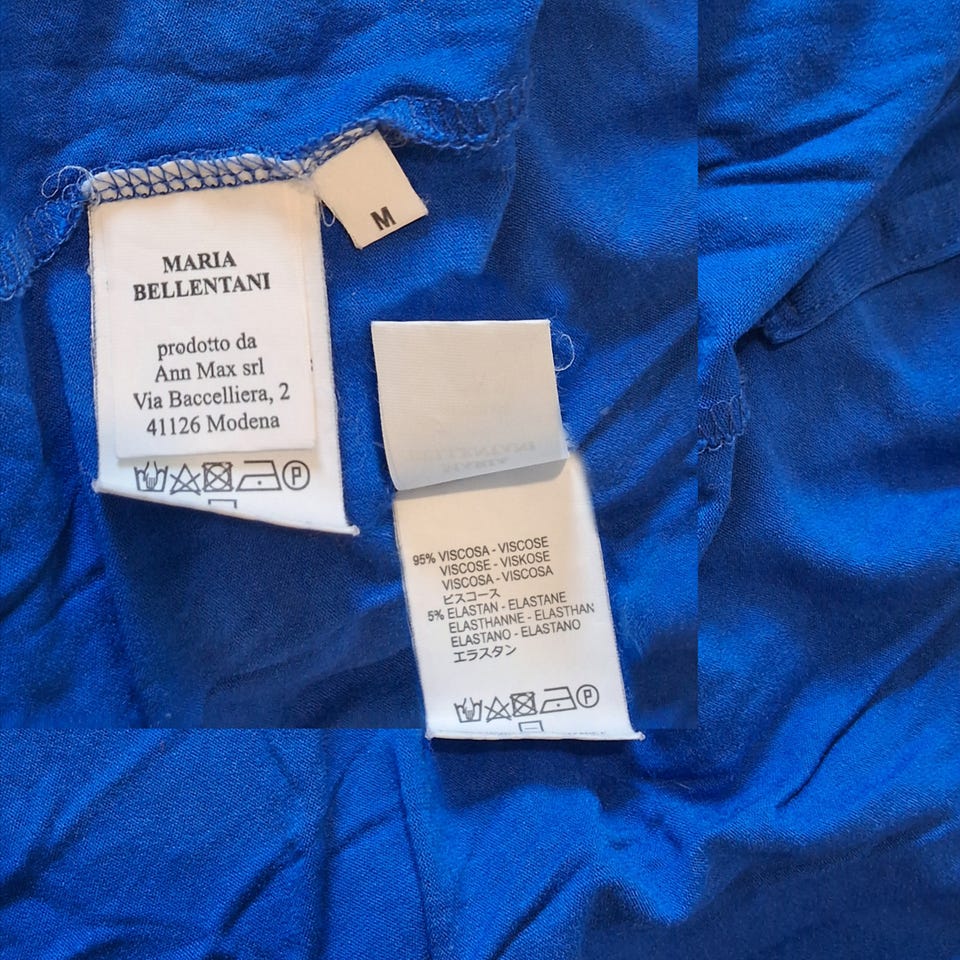 M
MARIA
BELLENTANI
prodotto da
Ann Max srl
Via Baccelliera, 2
41126 Modena
P
95% VISCOSA - VISCOSE
VISCOSE - VISKOSE
VISCOSA - VISCOSA
ビスコース
5% ELASTAN - ELASTANE
ELASTHANNE - ELASTHAN
ELASTANO - ELASTANO
エラスタン
P